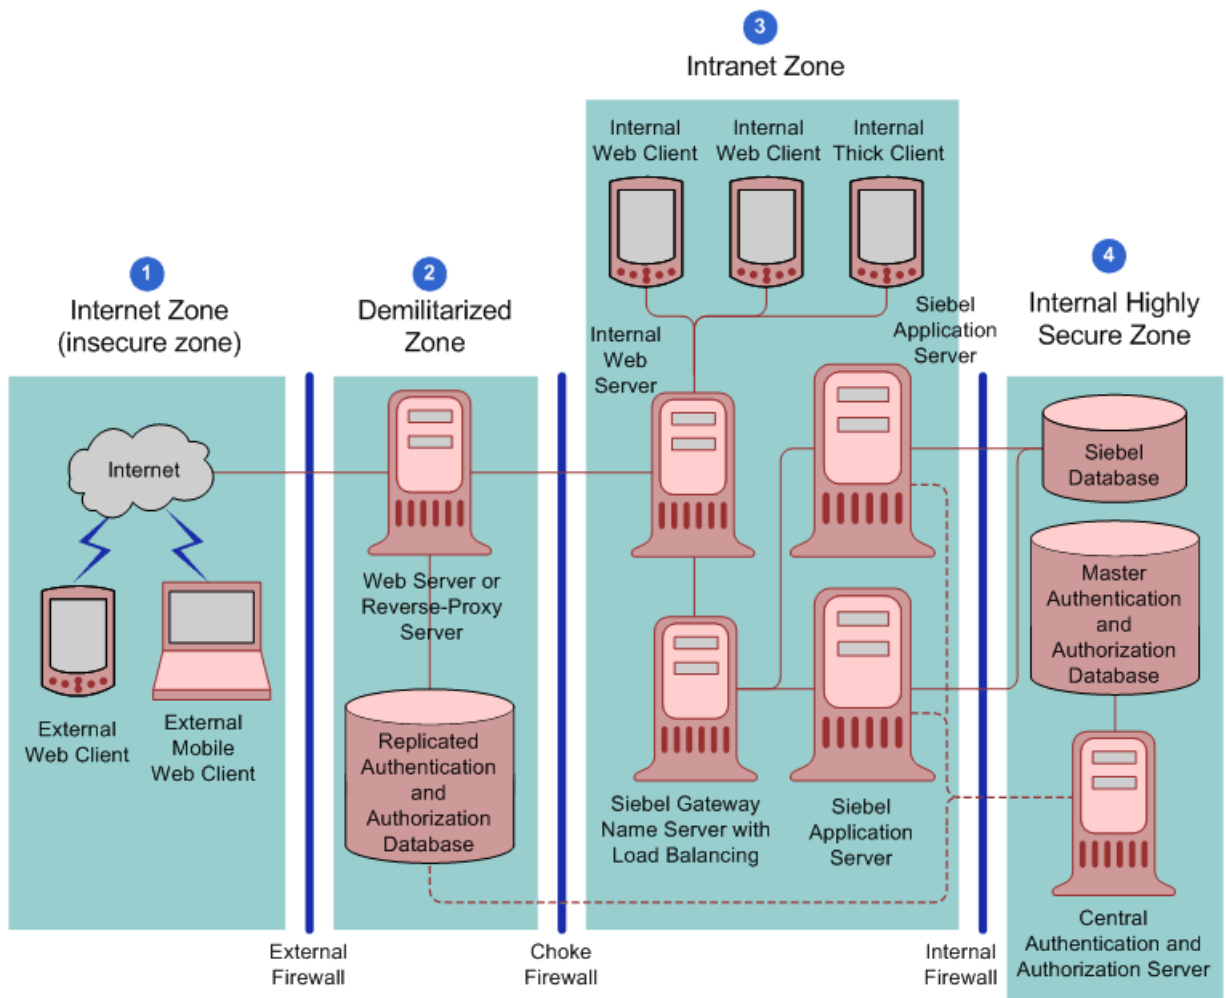 3
Intranet Zone
Internal
Web Client
Internal
Web Client
Internal
Thick Client
1
Internet Zone
(insecure zone)
2
Demilitarized
Zone
Internal
Web
Server
Siebel
Application
Server
4
Internal Highly
Secure Zone
Internet
External
Web Client
External
Mobile
Web Client
Web Server or
Reverse-Proxy
Server
Replicated
Authentication
and
Authorization
Database
Siebel Gateway
Name Server with
Load Balancing
Siebel
Application
Server
Siebel
Database
Master
Authentication
and
Authorization
Database
Central
Authentication and
Authorization Server
External
Firewall
Choke
Firewall
Internal
Firewall